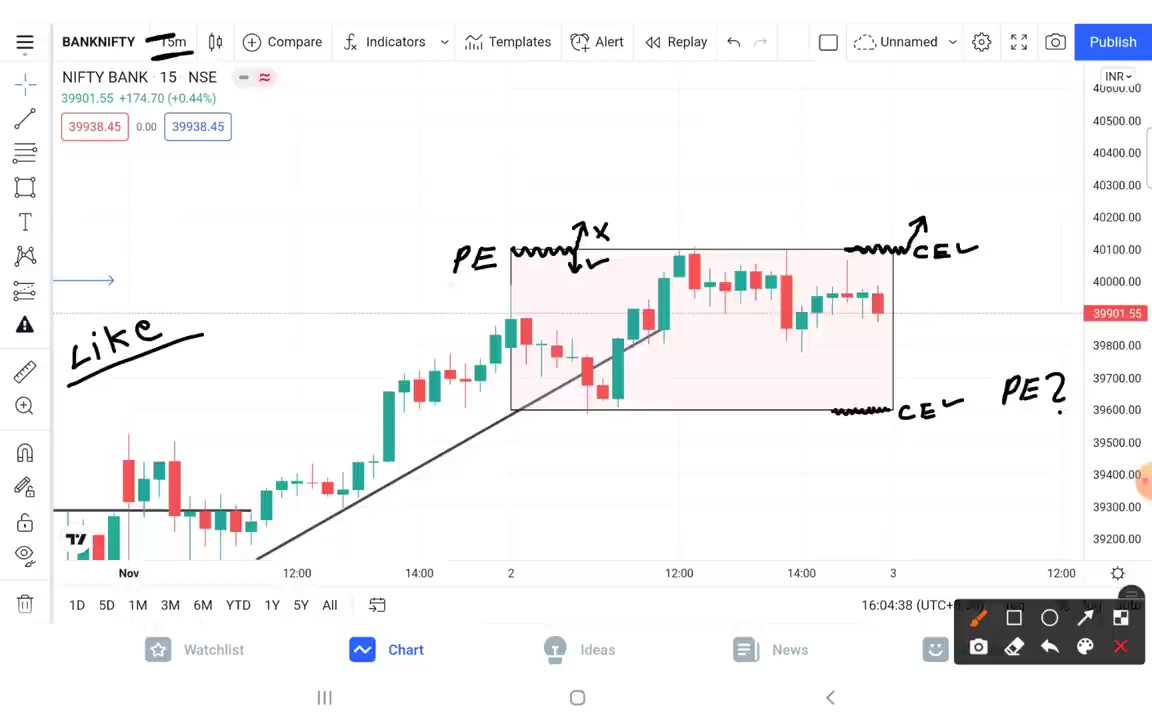 BANKNIFTY 15m Compare Indicators Templates Alert Replay Unnamed Publish
NIFTY BANK · 15 · NSE
INR
39901.55 +174.70 (+0.44%)
39938.45 0.00 39938.45
40600.00
40500.00
40400.00
40300.00
40200.00
40100.00
40000.00
39901.55
39800.00
39700.00
39600.00
39500.00
39400.00
39300.00
39200.00
PE X
CE
Like
CE
PE?
Nov 12:00 14:00 2 12:00 14:00 3 12:00
1D 5D 1M 3M 6M YTD 1Y 5Y All 16:04:38 (UTC+
Watchlist Chart Ideas News